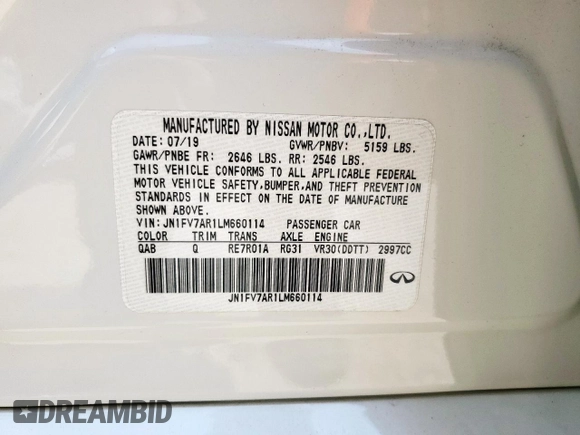 MANUFACTURED BY NISSAN MOTOR CO.,LTD.
DATE: 07/19 GVWR/PNBV: 5159 LBS.
GAWR/PNBE FR: 2646 LBS. RR: 2546 LBS.
THIS VEHICLE CONFORMS TO ALL APPLICABLE FEDERAL
MOTOR VEHICLE SAFETY,BUMPER,AND THEFT PREVENTION
STANDARDS IN EFFECT ON THE DATE OF MANUFACTURE
SHOWN ABOVE.
VIN: JN1FV7AR1LM660114 PASSENGER CAR
COLOR TRIM TRANS AXLE ENGINE
QAB Q RE7R01A RG31 VR30(DDTT) 2997CC
JN1FV7AR1LM660114
DREAMBID